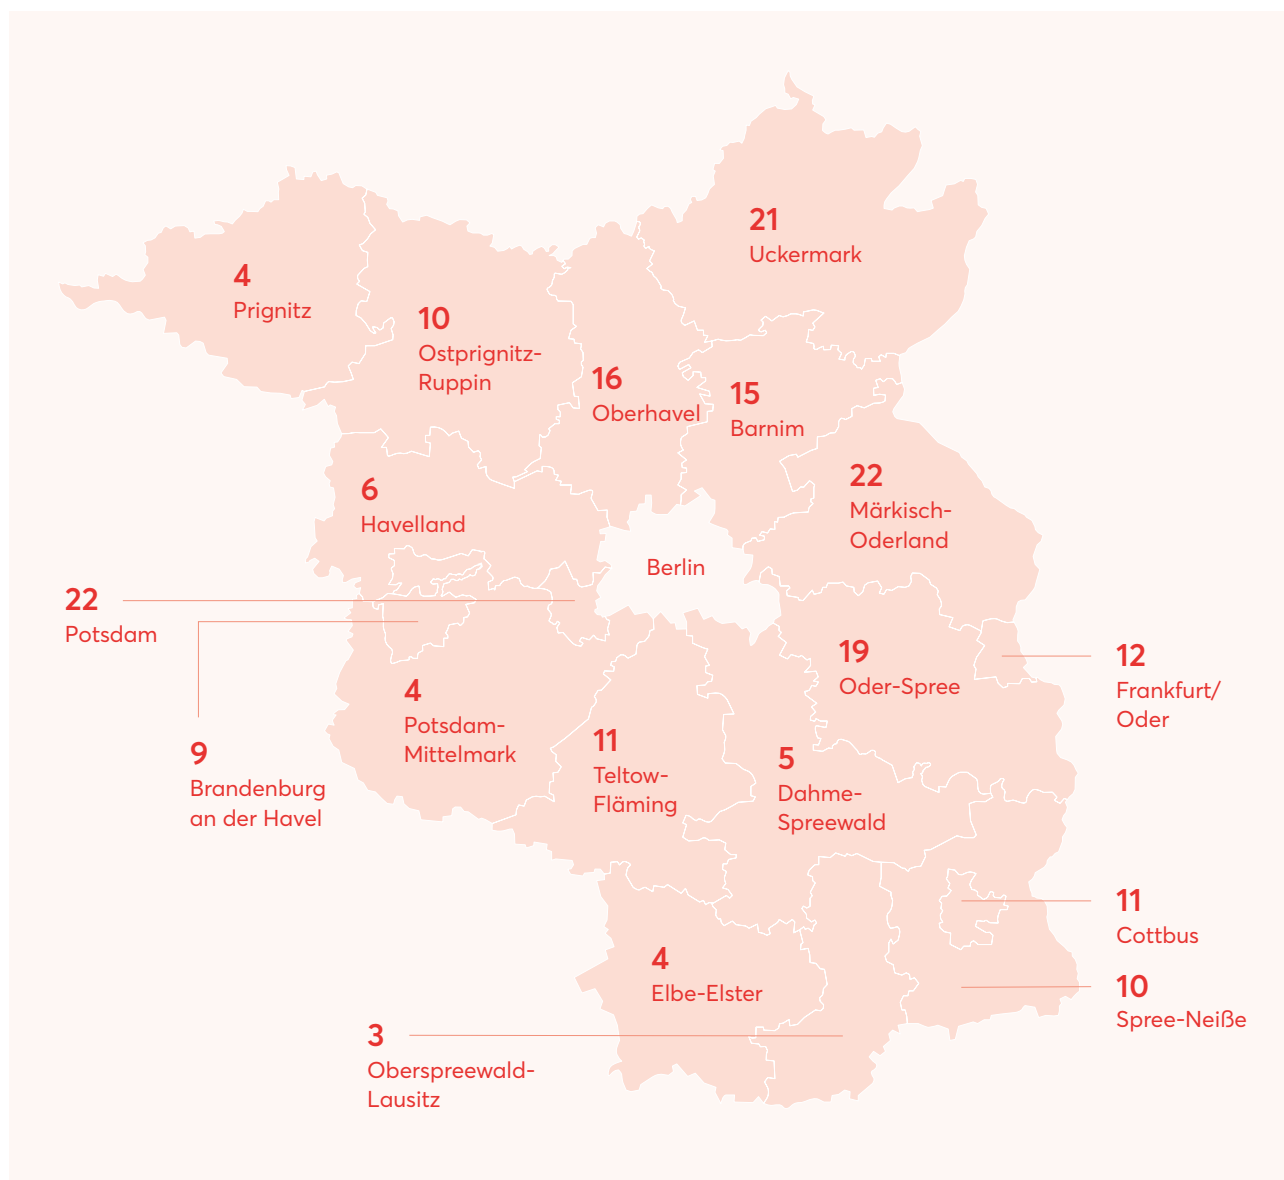 21
Uckermark
4
Prignitz
10
Ostprignitz-
Ruppin
16
Oberhavel
15
Barnim
22
Märkisch-
Oderland
6
Havelland
Berlin
22
Potsdam
19
Oder-Spree
12
Frankfurt/
Oder
4
Potsdam-
Mittelmark
9
Brandenburg
an der Havel
11
Teltow-
Fläming
5
Dahme-
Spreewald
11
Cottbus
4
Elbe-Elster
10
Spree-Neiße
3
Oberspreewald-
Lausitz